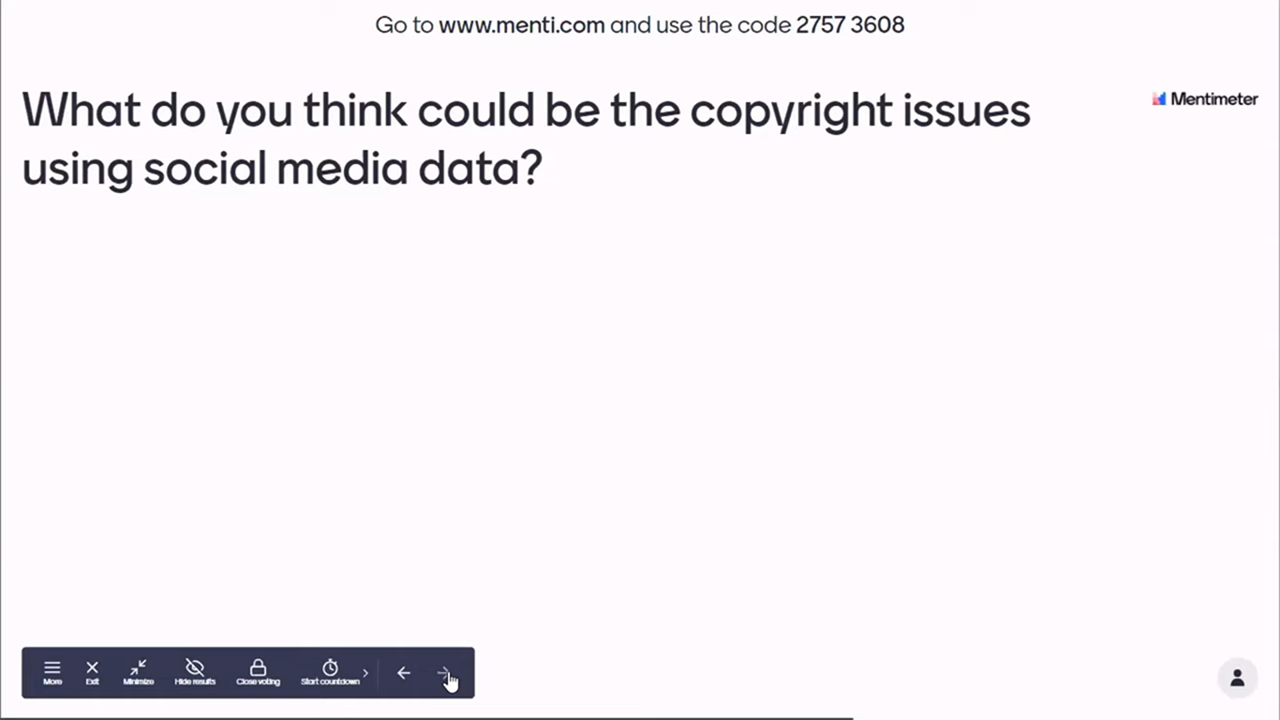 Go to www.menti.com and use the code 2757 3608
What do you think could be the copyright issues
using social media data?
Mentimeter
More Exit Minimize Hide results Close voting Start countdown